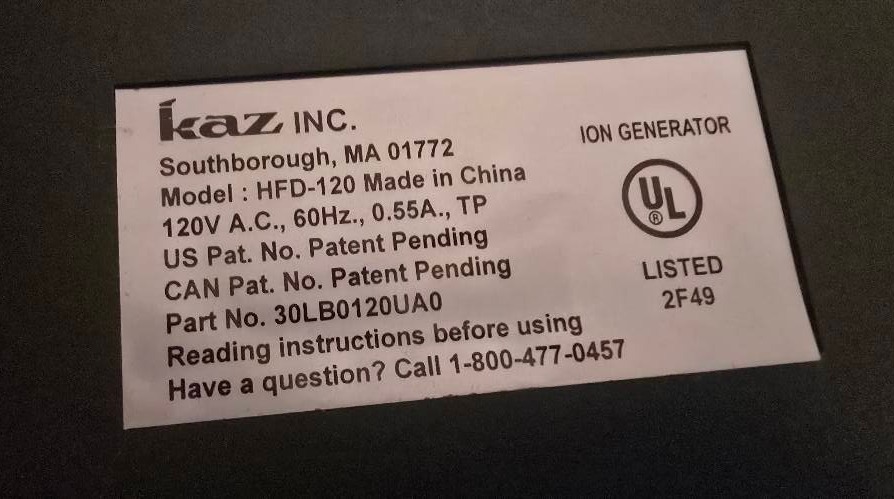 kaz INC.
Southborough, MA 01772
Model : HFD-120 Made in China
120V A.C., 60Hz., 0.55A., TP
US Pat. No. Patent Pending
CAN Pat. No. Patent Pending
Part No. 30LB0120UA0
Reading instructions before using
Have a question? Call 1-800-477-0457
ION GENERATOR
UL ®
LISTED
2F49